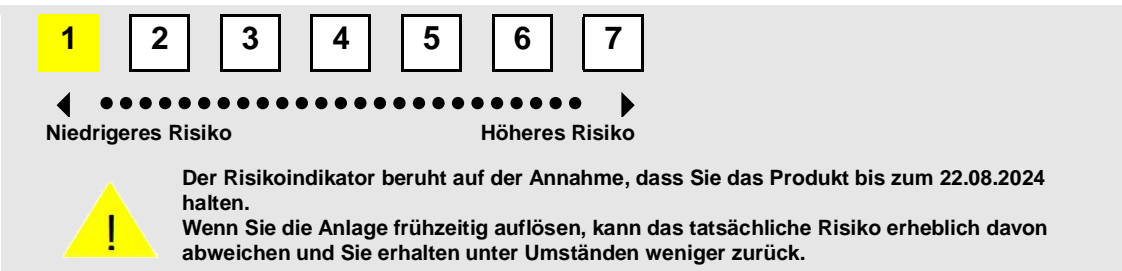 1 2 3 4 5 6 7
Niedrigeres Risiko Höheres Risiko
Der Risikoindikator beruht auf der Annahme, dass Sie das Produkt bis zum 22.08.2024
halten.
Wenn Sie die Anlage frühzeitig auflösen, kann das tatsächliche Risiko erheblich davon
! abweichen und Sie erhalten unter Umständen weniger zurück.